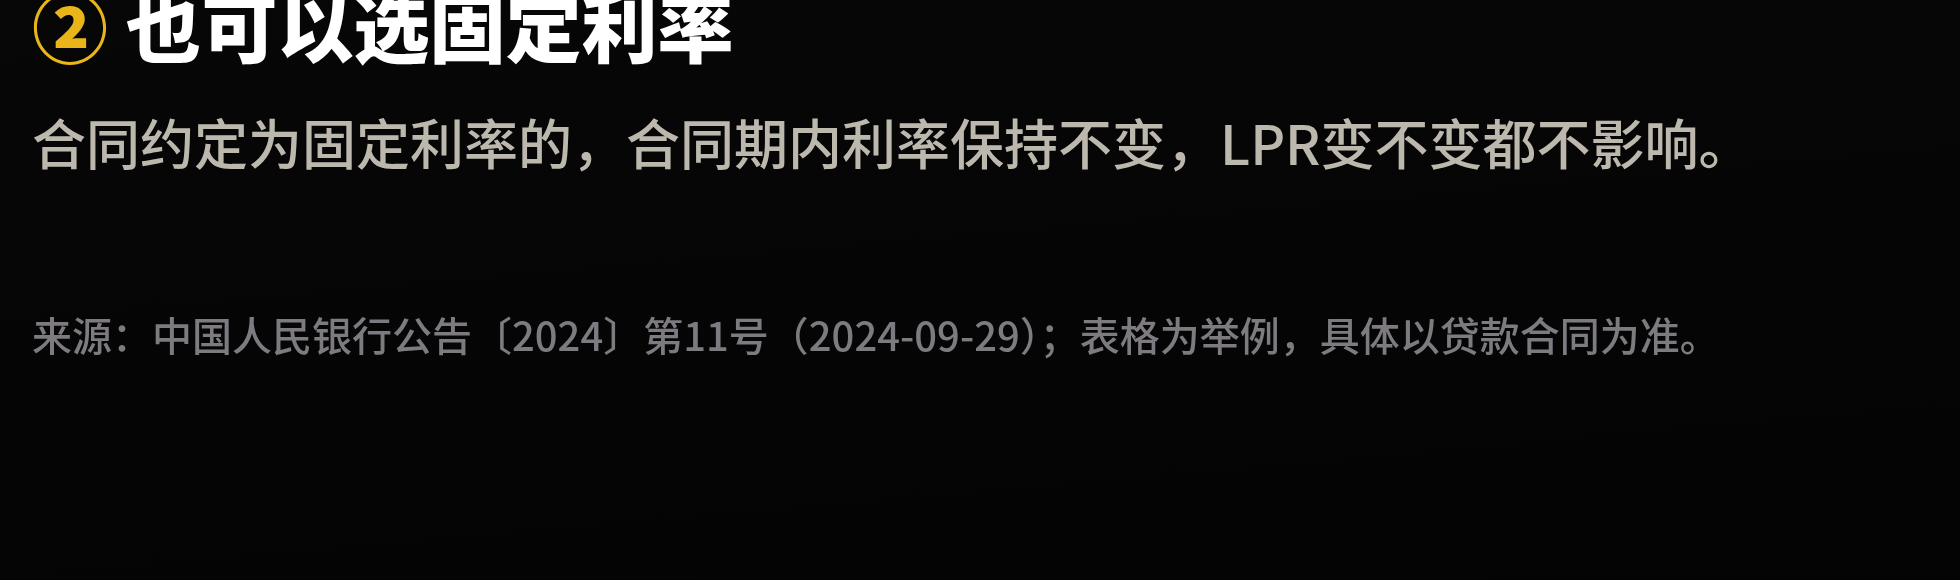 ② 也可以选固定利率
合同约定为固定利率的，合同期内利率保持不变，LPR变不变都不影响。
来源：中国人民银行公告〔2024〕第11号（2024-09-29）；表格为举例，具体以贷款合同为准。